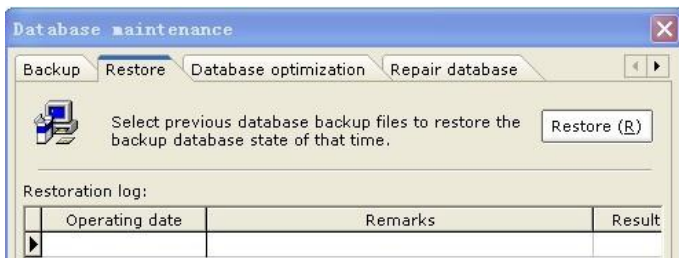 Database maintenance
Backup Restore Database optimization Repair database
Select previous database backup files to restore the
backup database state of that time.
Restore (R)
Restoration log:
Operating date Remarks Result